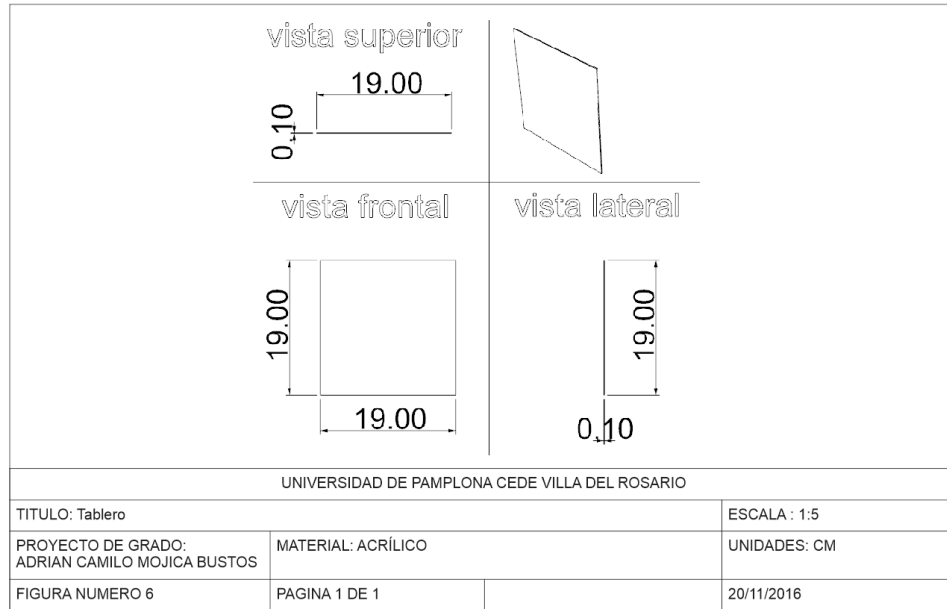 vista superior
19.00
0.10
vista frontal
vista lateral
19.00
19.00
19.00
0.10
UNIVERSIDAD DE PAMPLONA CEDE VILLA DEL ROSARIO
TITULO: Tablero
ESCALA : 1:5
PROYECTO DE GRADO:
ADRIAN CAMILO MOJICA BUSTOS
MATERIAL: ACRÍLICO
UNIDADES: CM
FIGURA NUMERO 6
PAGINA 1 DE 1
20/11/2016